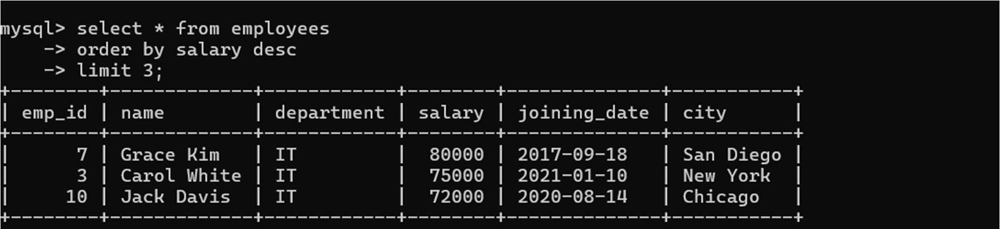 mysql> select * from employees
    -> order by salary desc
    -> limit 3;
+--------+-------------+------------+--------+--------------+-----------+
| emp_id | name        | department | salary | joining_date | city      |
+--------+-------------+------------+--------+--------------+-----------+
|      7 | Grace Kim   | IT         |  80000 | 2017-09-18   | San Diego |
|      3 | Carol White | IT         |  75000 | 2021-01-10   | New York  |
|     10 | Jack Davis  | IT         |  72000 | 2020-08-14   | Chicago   |
+--------+-------------+------------+--------+--------------+-----------+